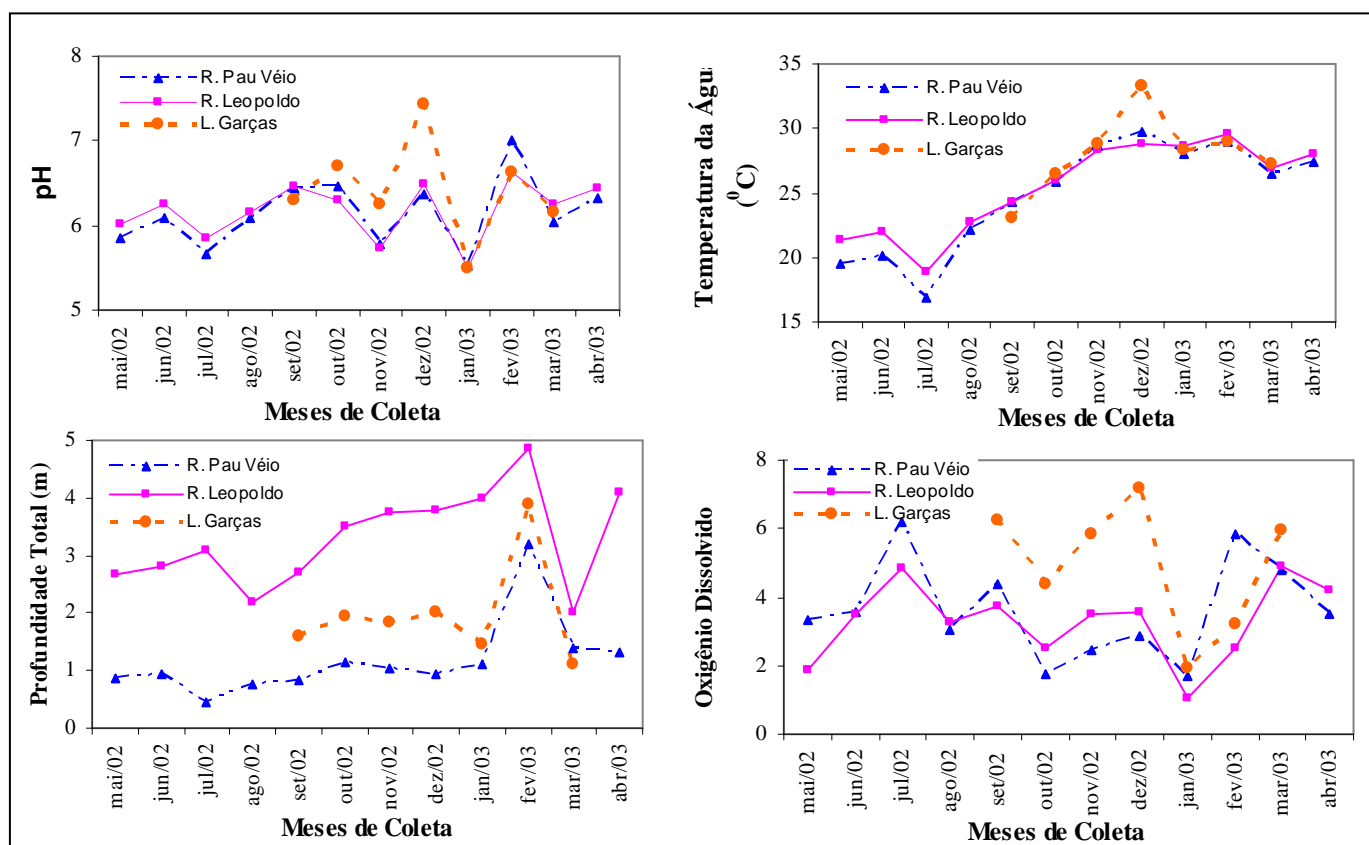 pH
8
7
6
5
R. Pau Véio
R. Leopoldo
L. Garças
mai/02
jun/02
jul/02
ago/02
set/02
out/02
nov/02
dez/02
jan/03
fev/03
mar/03
abr/03
Meses de Coleta
Temperatura da Águ
(⁰C)
35
30
25
20
15
R. Pau Véio
R. Leopoldo
L. Garças
mai/02
jun/02
jul/02
ago/02
set/02
out/02
nov/02
dez/02
jan/03
fev/03
mar/03
abr/03
Meses de Coleta
Profundidade Total (m)
5
4
3
2
1
0
R. Pau Véio
R. Leopoldo
L. Garças
mai/02
jun/02
jul/02
ago/02
set/02
out/02
nov/02
dez/02
jan/03
fev/03
mar/03
abr/03
Meses de Coleta
Oxigênio Dissolvido
8
6
4
2
0
R. Pau Véio
R. Leopoldo
L. Garças
mai/02
jun/02
jul/02
ago/02
set/02
out/02
nov/02
dez/02
jan/03
fev/03
mar/03
abr/03
Meses de Coleta